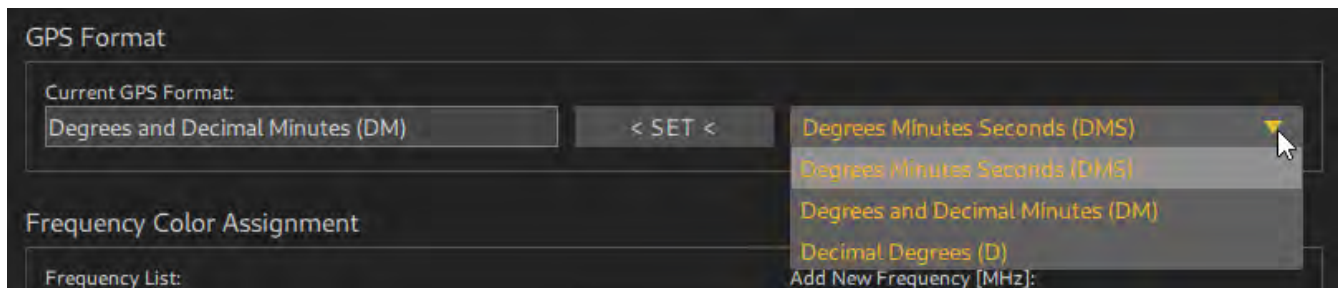 GPS Format
Current GPS Format:
Degrees and Decimal Minutes (DM)
< SET <
Degrees Minutes Seconds (DMS)
Degrees Minutes Seconds (DMS)
Degrees and Decimal Minutes (DM)
Decimal Degrees (D)
Frequency Color Assignment
Frequency List:
Add New Frequency [MHz]: